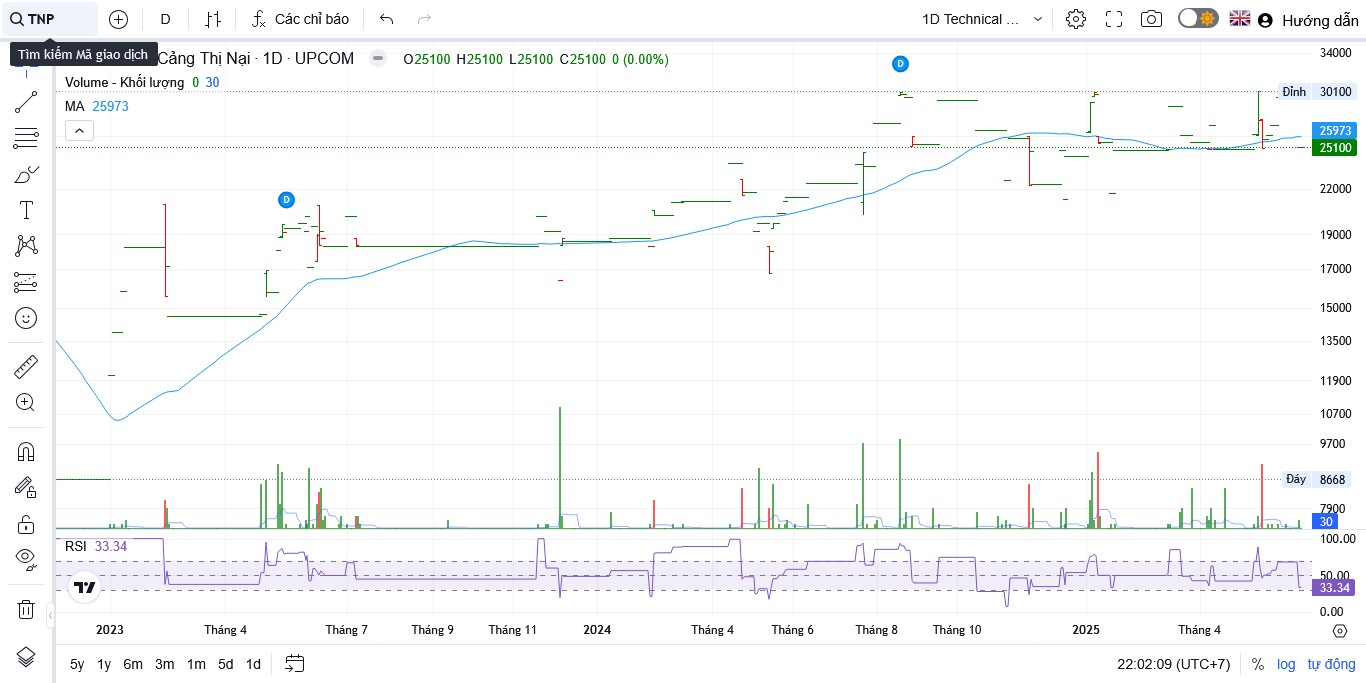 TNP
D
Các chỉ báo
1D Technical ...
Hướng dẫn
Tìm kiếm Mã giao dịch
Cảng Thị Nại · 1D · UPCOM
O25100 H25100 L25100 C25100 0 (0.00%)
Volume - Khối lượng 0 30
MA 25973
D
D
34000
Đỉnh 30100
25973
25100
22000
19000
17000
15000
13500
11900
10700
9700
Đáy 8668
7900
30
RSI 33.34
100.00
50.00
33.34
0.00
2023 Tháng 4 Tháng 7 Tháng 9 Tháng 11 2024 Tháng 4 Tháng 6 Tháng 8 Tháng 10 2025 Tháng 4
5y 1y 6m 3m 1m 5d 1d
22:02:09 (UTC+7) % log tự động